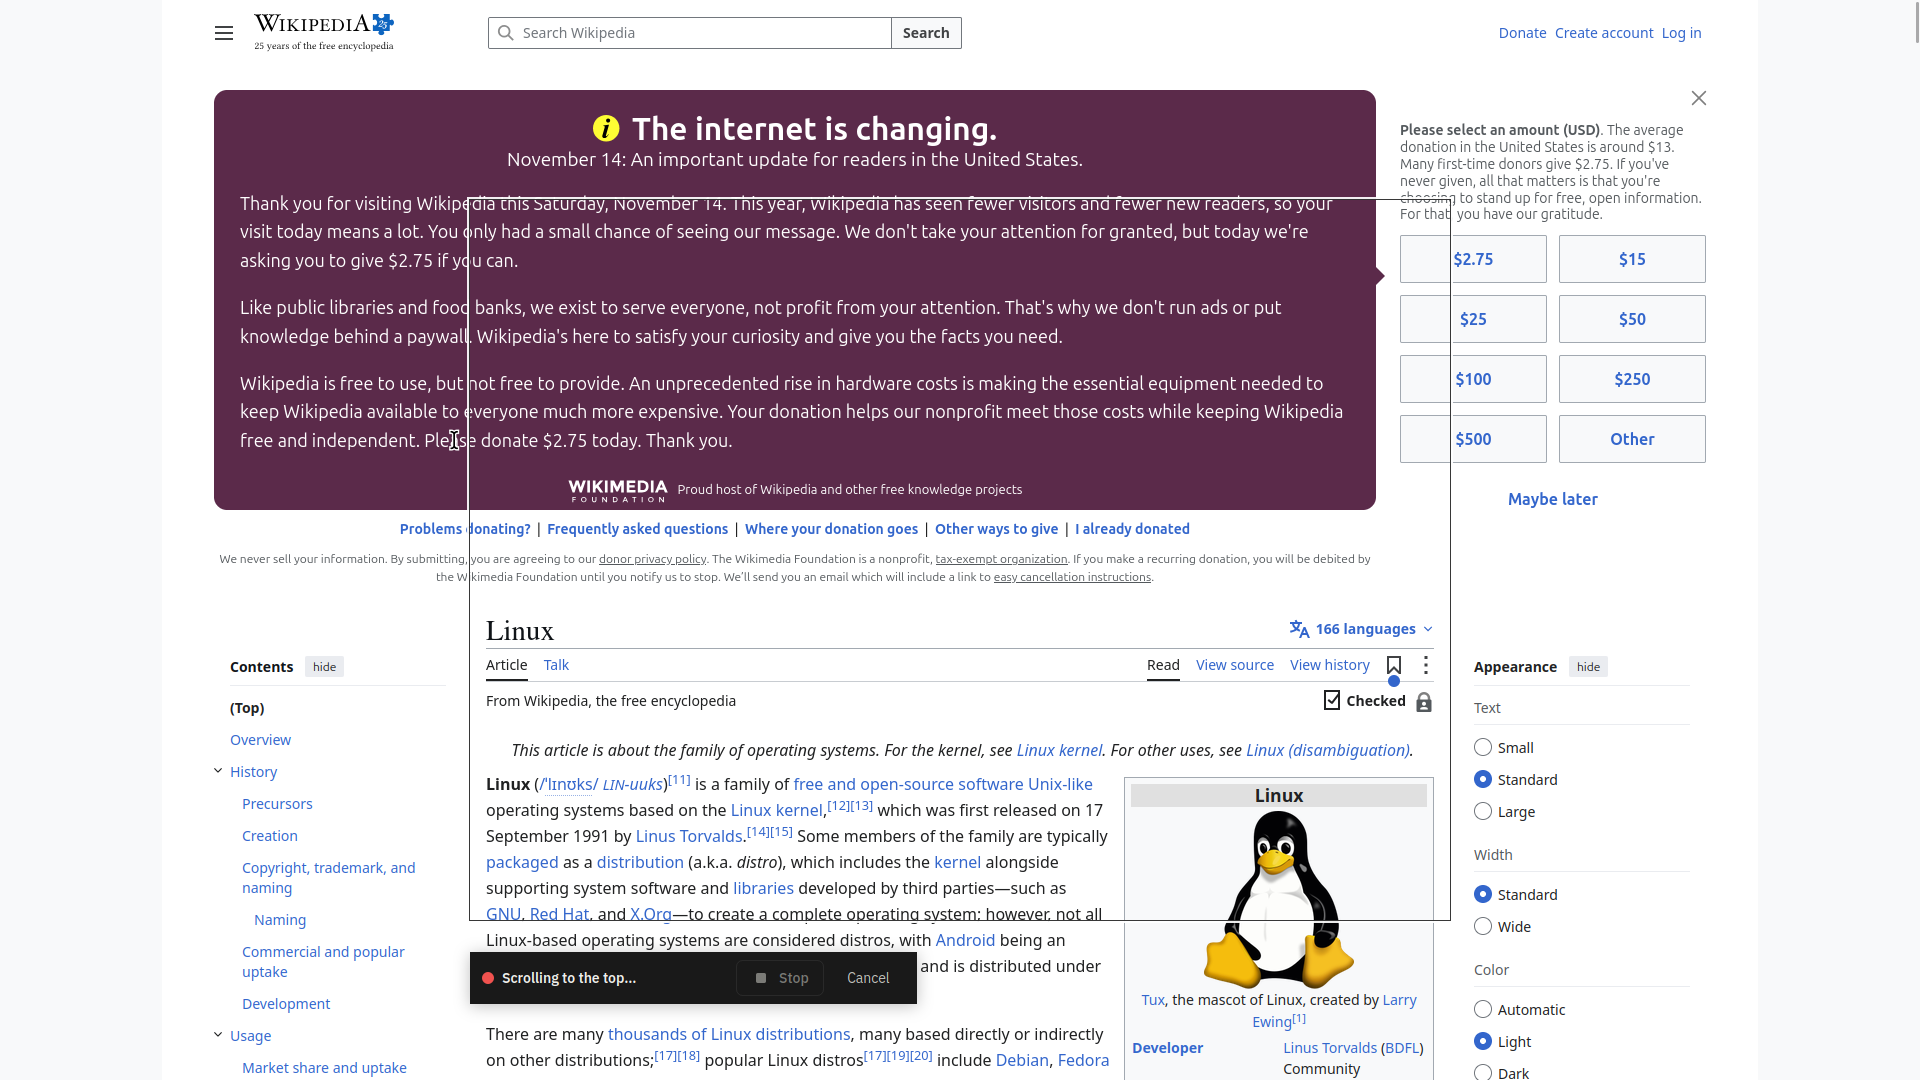 WIKIPEDIA 25
25 years of the free encyclopedia
Search Wikipedia
Search
Donate Create account Log in
i The internet is changing.
November 14: An important update for readers in the United States.
Thank you for visiting Wikipedia this Saturday, November 14. This year, Wikipedia has seen fewer visitors and fewer new readers, so your
visit today means a lot. You only had a small chance of seeing our message. We don't take your attention for granted, but today we're
asking you to give $2.75 if you can.
Like public libraries and food banks, we exist to serve everyone, not profit from your attention. That's why we don't run ads or put
knowledge behind a paywall. Wikipedia's here to satisfy your curiosity and give you the facts you need.
Wikipedia is free to use, but not free to provide. An unprecedented rise in hardware costs is making the essential equipment needed to
keep Wikipedia available to everyone much more expensive. Your donation helps our nonprofit meet those costs while keeping Wikipedia
free and independent. Please donate $2.75 today. Thank you.
WIKIMEDIA
FOUNDATION
Proud host of Wikipedia and other free knowledge projects
Please select an amount (USD). The average
donation in the United States is around $13.
Many first-time donors give $2.75. If you've
never given, all that matters is that you're
choosing to stand up for free, open information.
For that, you have our gratitude.
$2.75 $15
$25 $50
$100 $250
$500 Other
Maybe later
Problems donating? | Frequently asked questions | Where your donation goes | Other ways to give | I already donated
We never sell your information. By submitting, you are agreeing to our donor privacy policy. The Wikimedia Foundation is a nonprofit, tax-exempt organization. If you make a recurring donation, you will be debited by
the Wikimedia Foundation until you notify us to stop. We'll send you an email which will include a link to easy cancellation instructions.
Contents hide
(Top)
Overview
History
Precursors
Creation
Copyright, trademark, and
naming
Naming
Commercial and popular
uptake
Development
Usage
Market share and uptake
Linux
166 languages
Article Talk
Read View source View history
From Wikipedia, the free encyclopedia
Checked
This article is about the family of operating systems. For the kernel, see Linux kernel. For other uses, see Linux (disambiguation).
Linux (/ˈlɪnʊks/ LIN-uuks)[11] is a family of free and open-source software Unix-like
operating systems based on the Linux kernel,[12][13] which was first released on 17
September 1991 by Linus Torvalds.[14][15] Some members of the family are typically
packaged as a distribution (a.k.a. distro), which includes the kernel alongside
supporting system software and libraries developed by third parties—such as
GNU, Red Hat, and X.Org—to create a complete operating system; however, not all
Linux-based operating systems are considered distros, with Android being an
and is distributed under
There are many thousands of Linux distributions, many based directly or indirectly
on other distributions;[17][18] popular Linux distros[17][19][20] include Debian, Fedora
Scrolling to the top...
Stop
Cancel
Linux
Tux, the mascot of Linux, created by Larry
Ewing[1]
Developer
Linus Torvalds (BDFL)
Community
Appearance hide
Text
Small
Standard
Large
Width
Standard
Wide
Color
Automatic
Light
Dark